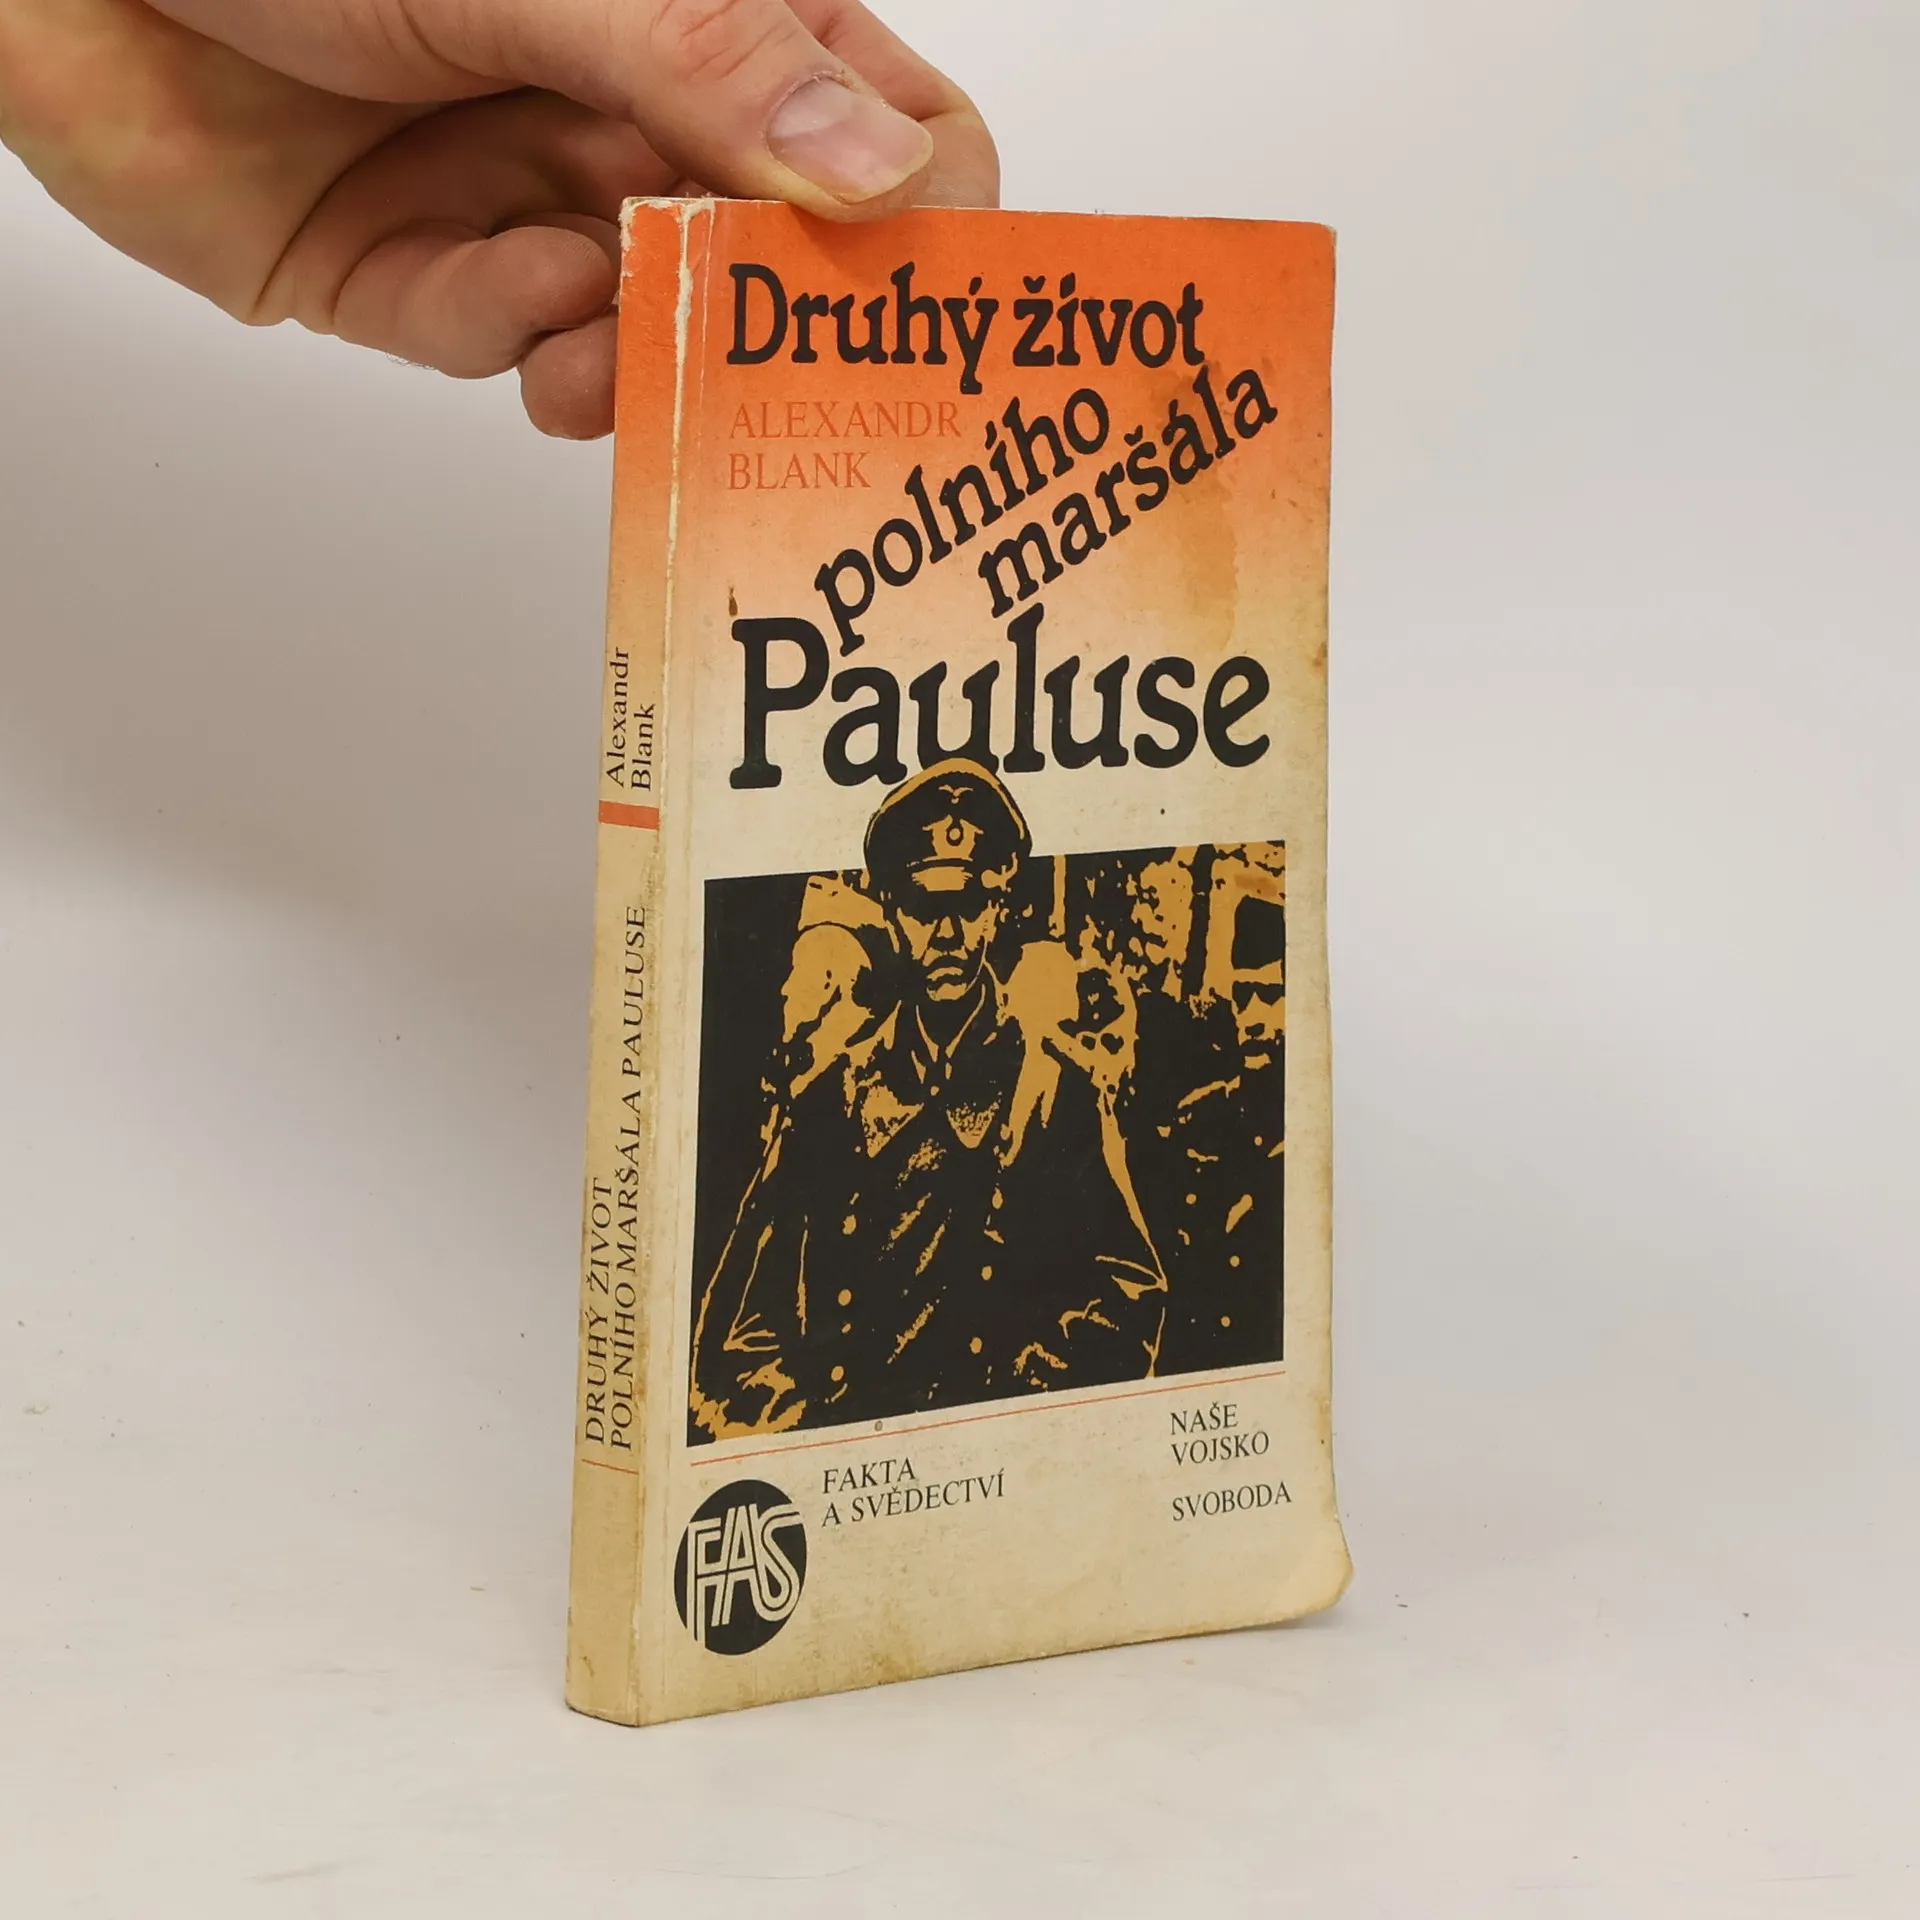 Druhý život
ALEXANDR
BLANK
polního
maršála
Pauluse
FAKTA
A SVĚDECTVÍ
NAŠE
VOJSKO
SVOBODA
FAS
Alexandr
Blank
DRUHÝ ŽIVOT
POLNÍHO MARŠÁLA PAULUSE